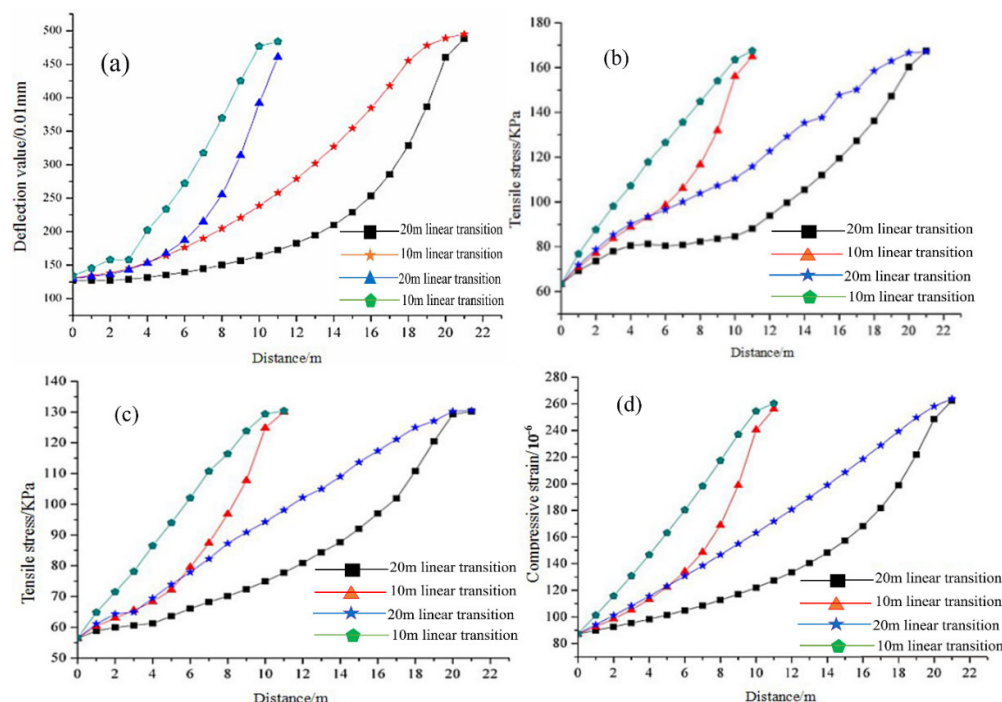 (a)
Deflection value/0.01mm
500
450
400
350
300
250
200
150
100
20m linear transition
10m linear transition
20m linear transition
10m linear transition
0 2 4 6 8 10 12 14 16 18 20 22
Distance/m
(b)
Tensile stress/KPa
180
160
140
120
100
80
60
20m linear transition
10m linear transition
20m linear transition
10m linear transition
0 2 4 6 8 10 12 14 16 18 20 22
Distance/m
(c)
Tensile stress/KPa
140
130
120
110
100
90
80
70
60
50
20m linear transition
10m linear transition
20m linear transition
10m linear transition
0 2 4 6 8 10 12 14 16 18 20 22
Distance/m
(d)
Compressive strain/10-6
280
260
240
220
200
180
160
140
120
100
80
60
20m linear transition
10m linear transition
20m linear transition
10m linear transition
0 2 4 6 8 10 12 14 16 18 20 22
Distance/m